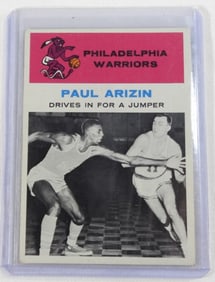 PHILADELPHIA
WARRIORS
PAUL ARIZIN
DRIVES IN FOR A JUMPER